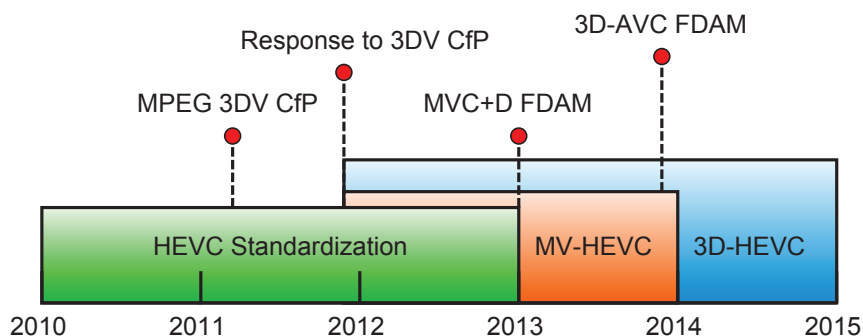 3D-AVC FDAM
Response to 3DV CfP
MPEG 3DV CfP
MVC+D FDAM
HEVC Standardization
MV-HEVC
3D-HEVC
2010
2011
2012
2013
2014
2015